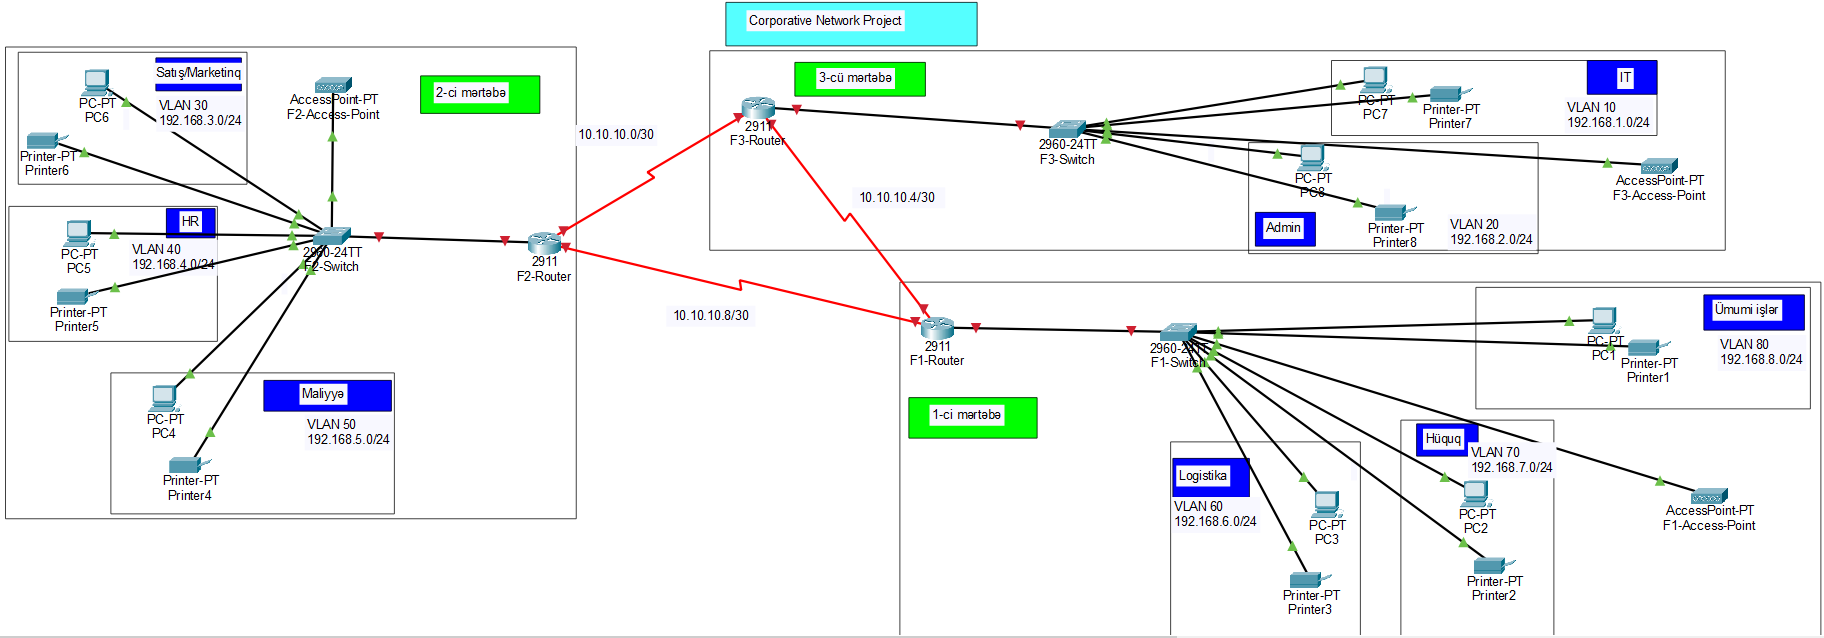 Corporative Network Project
Satış/Marketinq
VLAN 30
192.168.3.0/24
PC-PT
PC6
Printer-PT
Printer6
AccessPoint-PT
F2-Access-Point
2-ci mərtəbə
HR
VLAN 40
192.168.4.0/24
PC-PT
PC5
Printer-PT
Printer5
2960-24TT
F2-Switch
2911
F2-Router
Maliyyə
VLAN 50
192.168.5.0/24
PC-PT
PC4
Printer-PT
Printer4
10.10.10.0/30
10.10.10.4/30
10.10.10.8/30
3-cü mərtəbə
2911
F3-Router
2960-24TT
F3-Switch
IT
VLAN 10
192.168.1.0/24
PC-PT
PC7
Printer-PT
Printer7
PC-PT
PC8
Admin
Printer-PT
Printer8
VLAN 20
192.168.2.0/24
AccessPoint-PT
F3-Access-Point
2911
F1-Router
1-ci mərtəbə
2960-24TT
F1-Switch
Ümumi işlər
VLAN 80
192.168.8.0/24
PC-PT
PC1
Printer-PT
Printer1
Hüquq
VLAN 70
192.168.7.0/24
PC-PT
PC2
Printer-PT
Printer2
Logistika
VLAN 60
192.168.6.0/24
PC-PT
PC3
Printer-PT
Printer3
AccessPoint-PT
F1-Access-Point